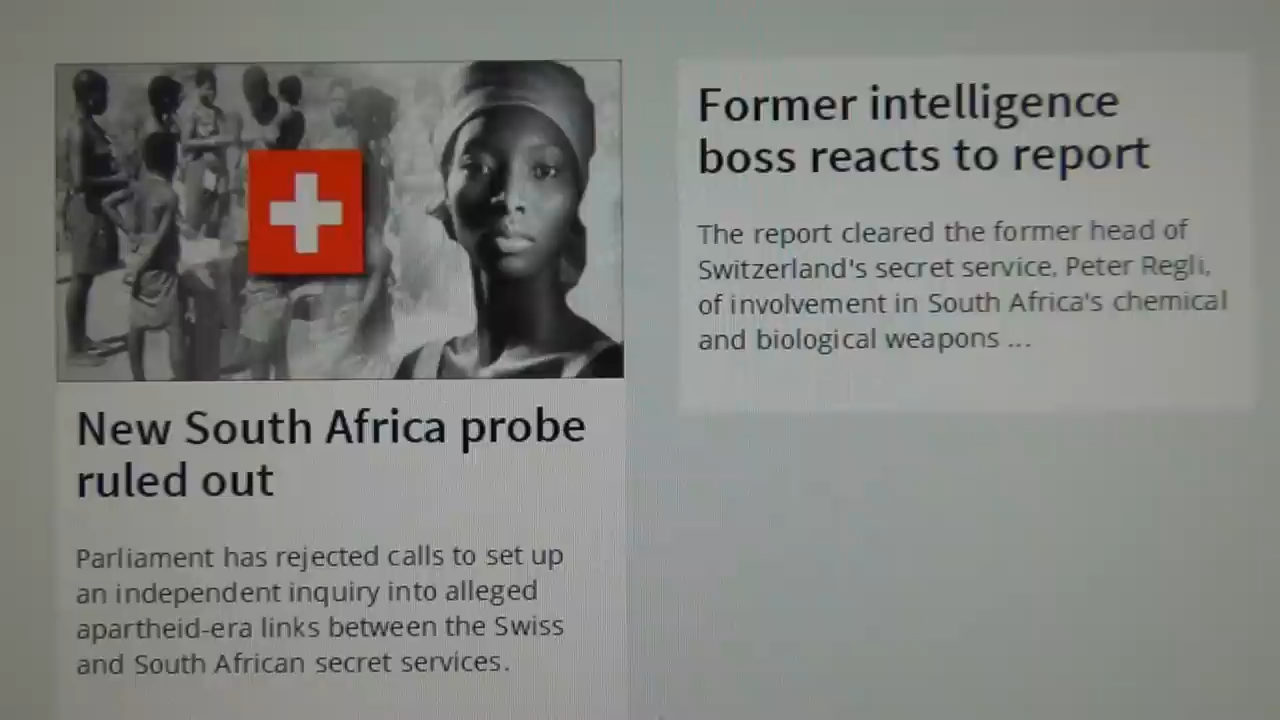 New South Africa probe
ruled out
Parliament has rejected calls to set up
an independent inquiry into alleged
apartheid-era links between the Swiss
and South African secret services.
Former intelligence
boss reacts to report
The report cleared the former head of
Switzerland's secret service, Peter Regli,
of involvement in South Africa's chemical
and biological weapons ...